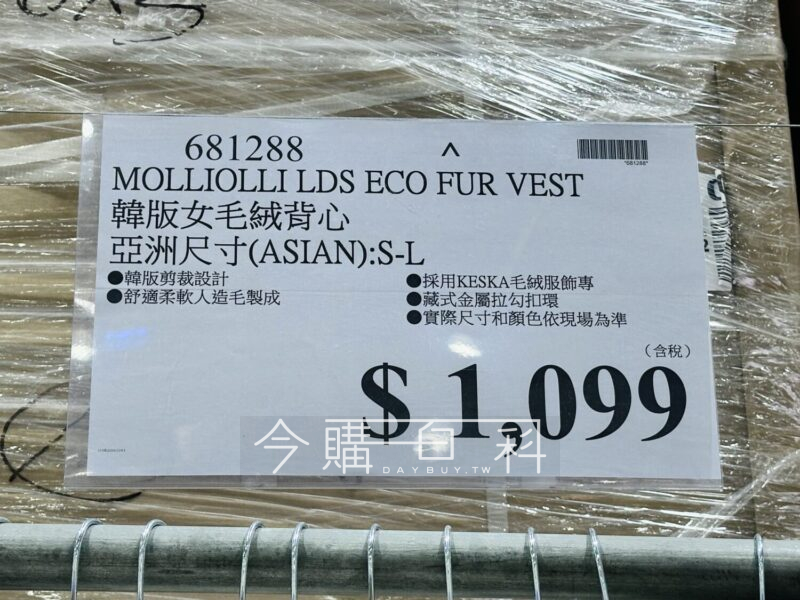 681288
^
"681288"
MOLLIOLLI LDS ECO FUR VEST
韓版女毛絨背心
亞洲尺寸(ASIAN):S-L
●韓版剪裁設計
●舒適柔軟人造毛製成
●採用KESKA毛絨服飾專
●藏式金屬拉勾扣環
●實際尺寸和顏色依現場為準
(含稅)
$ 1,099
今購百科
DAYBUY.TW